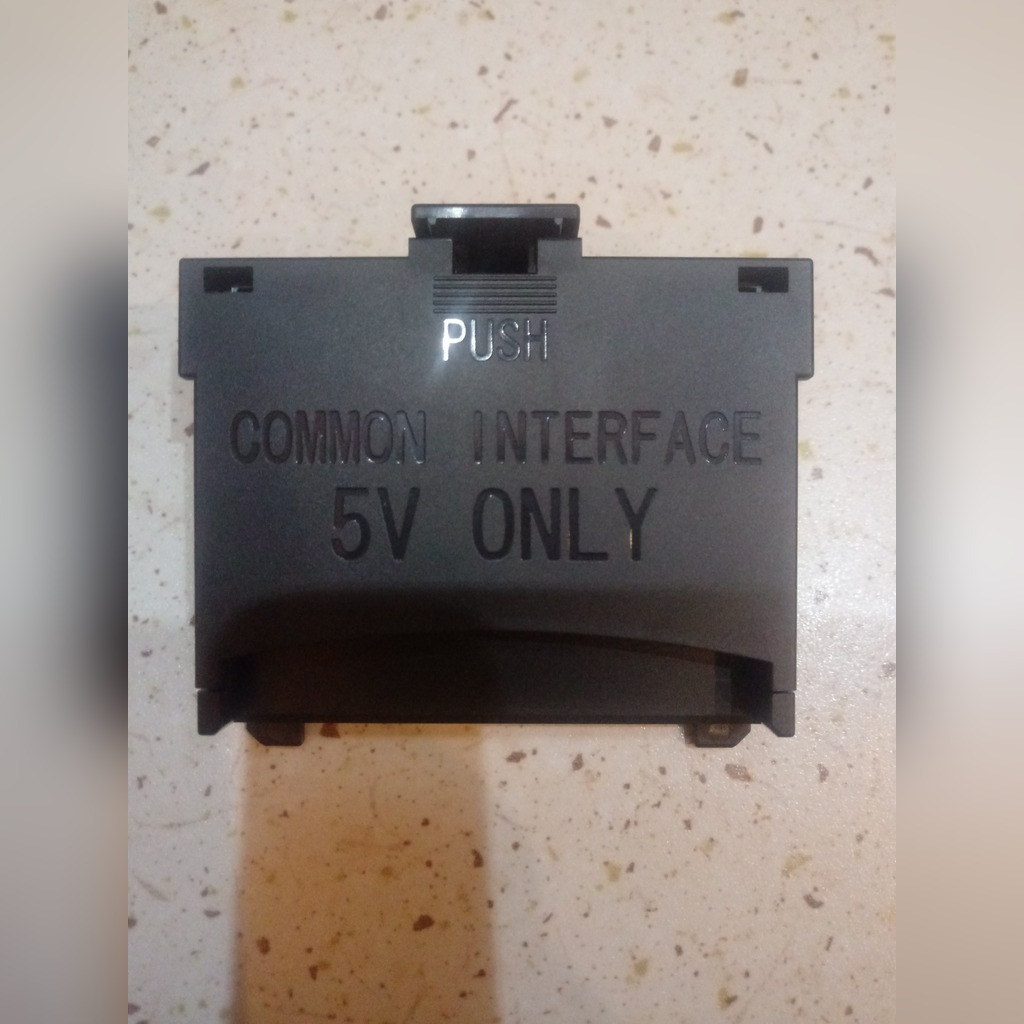 PUSH
COMMON INTERFACE
5V ONLY